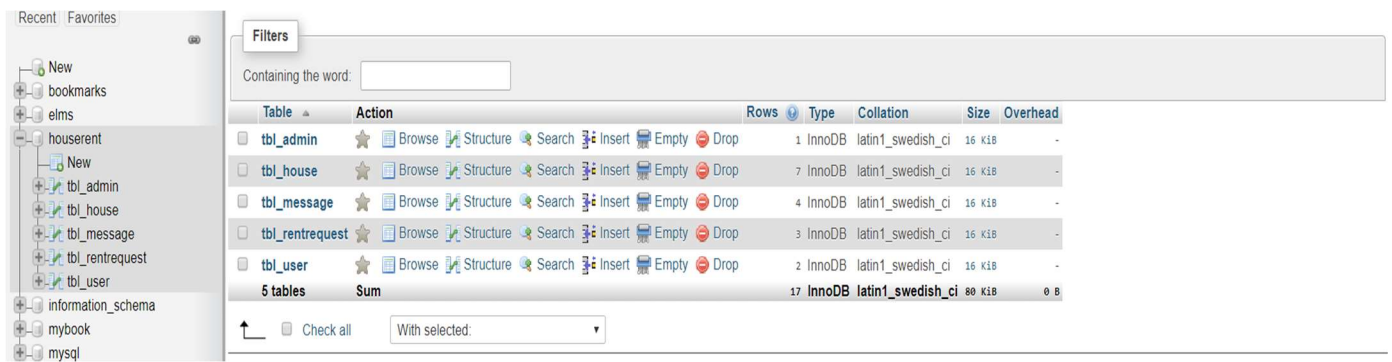 Recent Favorites
New
bookmarks
elms
houserent
New
tbl_admin
tbl_house
tbl_message
tbl_rentrequest
tbl_user
information_schema
mybook
mysql
Filters
Containing the word:
Table Action Rows Type Collation Size Overhead
tbl_admin Browse Structure Search Insert Empty Drop 1 InnoDB latin1_swedish_ci 16 KiB -
tbl_house Browse Structure Search Insert Empty Drop 7 InnoDB latin1_swedish_ci 16 KiB -
tbl_message Browse Structure Search Insert Empty Drop 4 InnoDB latin1_swedish_ci 16 KiB -
tbl_rentrequest Browse Structure Search Insert Empty Drop 3 InnoDB latin1_swedish_ci 16 KiB -
tbl_user Browse Structure Search Insert Empty Drop 2 InnoDB latin1_swedish_ci 16 KiB -
5 tables Sum 17 InnoDB latin1_swedish_ci 80 KiB 0 B
Check all With selected: